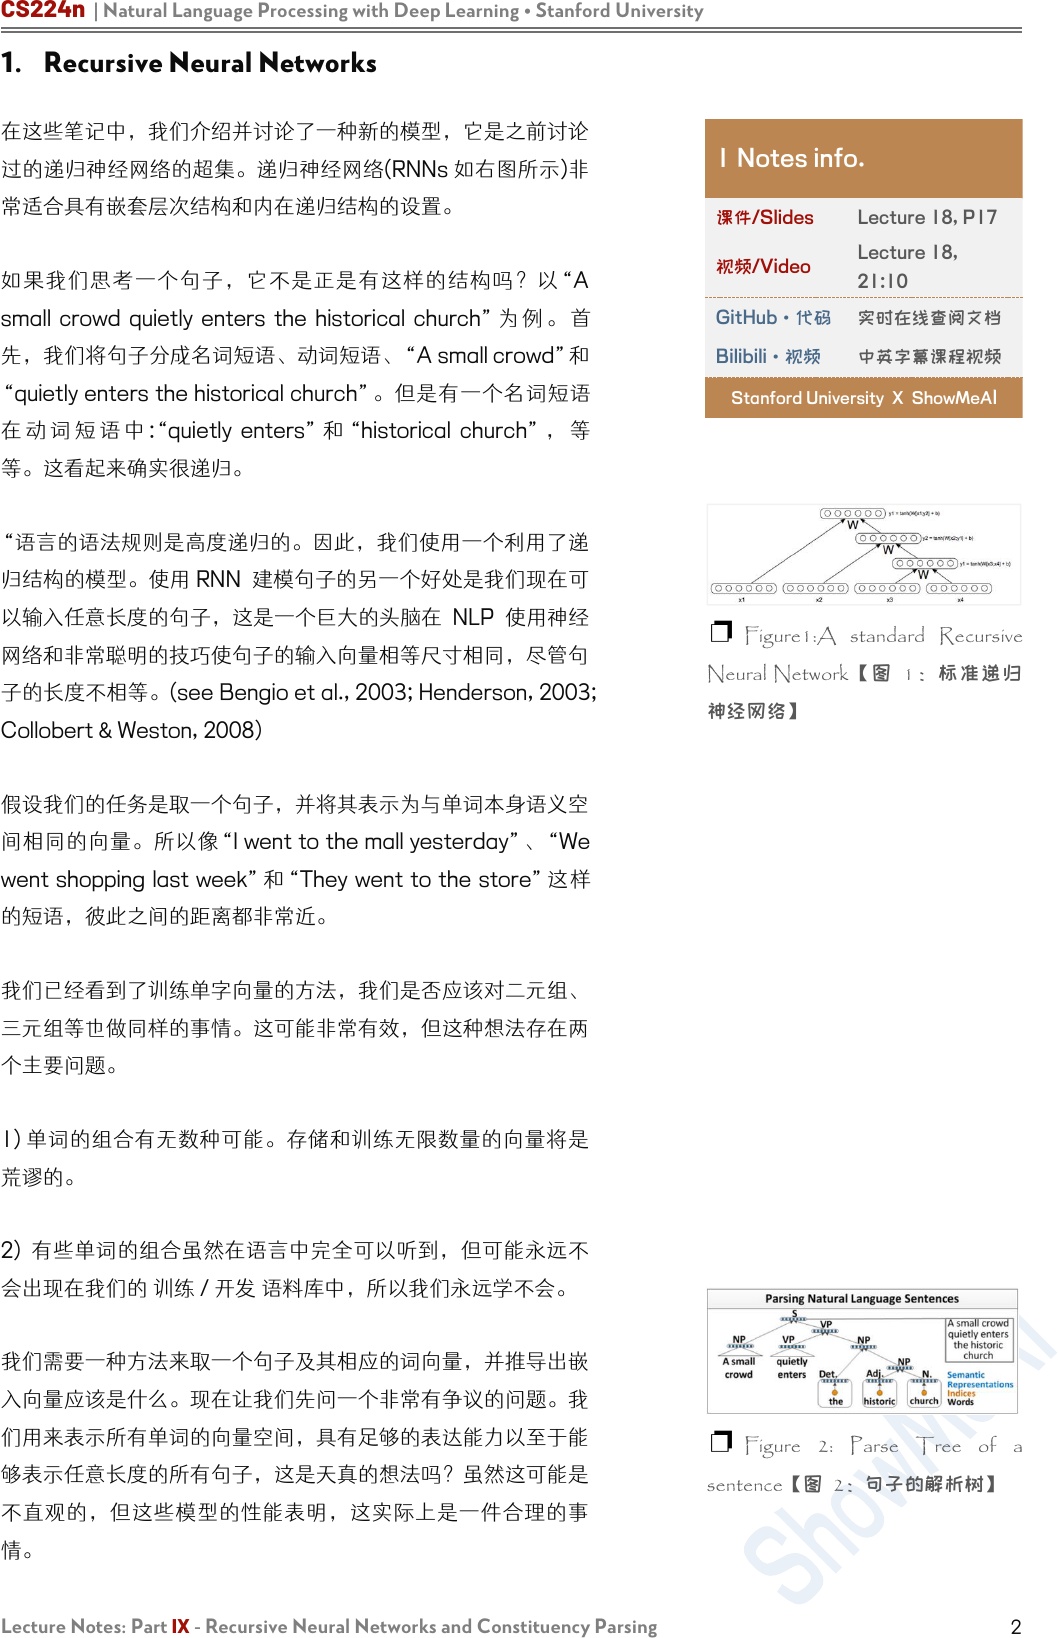 CS224n | Natural Language Processing with Deep Learning • Stanford University
1. Recursive Neural Networks
在这些笔记中，我们介绍并讨论了一种新的模型，它是之前讨论
过的递归神经网络的超集。递归神经网络(RNNs 如右图所示)非
常适合具有嵌套层次结构和内在递归结构的设置。
如果我们思考一个句子，它不是正是有这样的结构吗？以 “A
small crowd quietly enters the historical church” 为例。首
先，我们将句子分成名词短语、动词短语、“A small crowd” 和
“quietly enters the historical church” 。但是有一个名词短语
在动词短语中:“quietly enters” 和 “historical church” ，等
等。这看起来确实很递归。
“语言的语法规则是高度递归的。因此，我们使用一个利用了递
归结构的模型。使用 RNN 建模句子的另一个好处是我们现在可
以输入任意长度的句子，这是一个巨大的头脑在 NLP 使用神经
网络和非常聪明的技巧使句子的输入向量相等尺寸相同，尽管句
子的长度不相等。(see Bengio et al., 2003; Henderson, 2003;
Collobert & Weston, 2008)
假设我们的任务是取一个句子，并将其表示为与单词本身语义空
间相同的向量。所以像 “I went to the mall yesterday” 、“We
went shopping last week” 和 “They went to the store” 这样
的短语，彼此之间的距离都非常近。
我们已经看到了训练单字向量的方法，我们是否应该对二元组、
三元组等也做同样的事情。这可能非常有效，但这种想法存在两
个主要问题。
1) 单词的组合有无数种可能。存储和训练无限数量的向量将是
荒谬的。
2) 有些单词的组合虽然在语言中完全可以听到，但可能永远不
会出现在我们的 训练 / 开发 语料库中，所以我们永远学不会。
我们需要一种方法来取一个句子及其相应的词向量，并推导出嵌
入向量应该是什么。现在让我们先问一个非常有争议的问题。我
们用来表示所有单词的向量空间，具有足够的表达能力以至于能
够表示任意长度的所有句子，这是天真的想法吗？虽然这可能是
不直观的，但这些模型的性能表明，这实际上是一件合理的事
情。
1 Notes info.
课件/Slides Lecture 18, P17
视频/Video Lecture 18,
21:10
GitHub · 代码 实时在线查阅文档
Bilibili · 视频 中英字幕课程视频
Stanford University X ShowMeAI
y1 = tanh(W[x1;y2] + b)
W
y2 = tanh(W[x2;y1] + b)
W
y1 = tanh(W[x3;x4] + b)
W
x1 x2 x3 x4
❐ Figure1:A standard Recursive
Neural Network【图 1：标准递归
神经网络】
Parsing Natural Language Sentences
S
VP
NP VP NP
A small crowd
quietly enters
the historic
church
A small
crowd
quietly
enters
NP
Det. Adj. N.
the historic church
Semantic
Representations
Indices
Words
❐ Figure 2: Parse Tree of a
sentence【图 2：句子的解析树】
ShowMeAI
Lecture Notes: Part IX - Recursive Neural Networks and Constituency Parsing 2